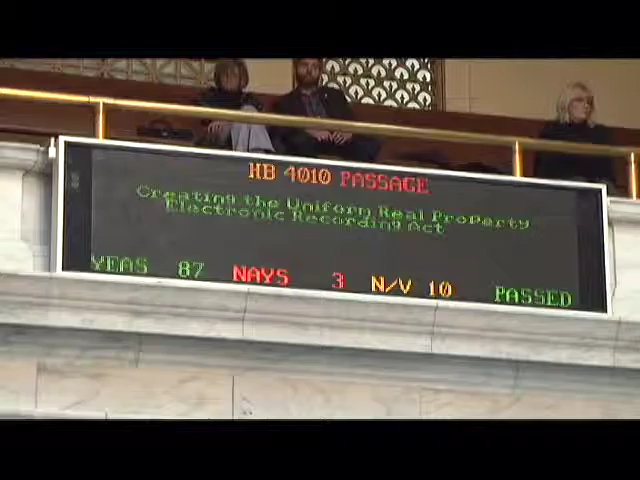 HB 4010 PASSAGE
Creating the Uniform Real Property
Electronic Recording Act
YEAS 87 NAYS 3 N/V 10 PASSED